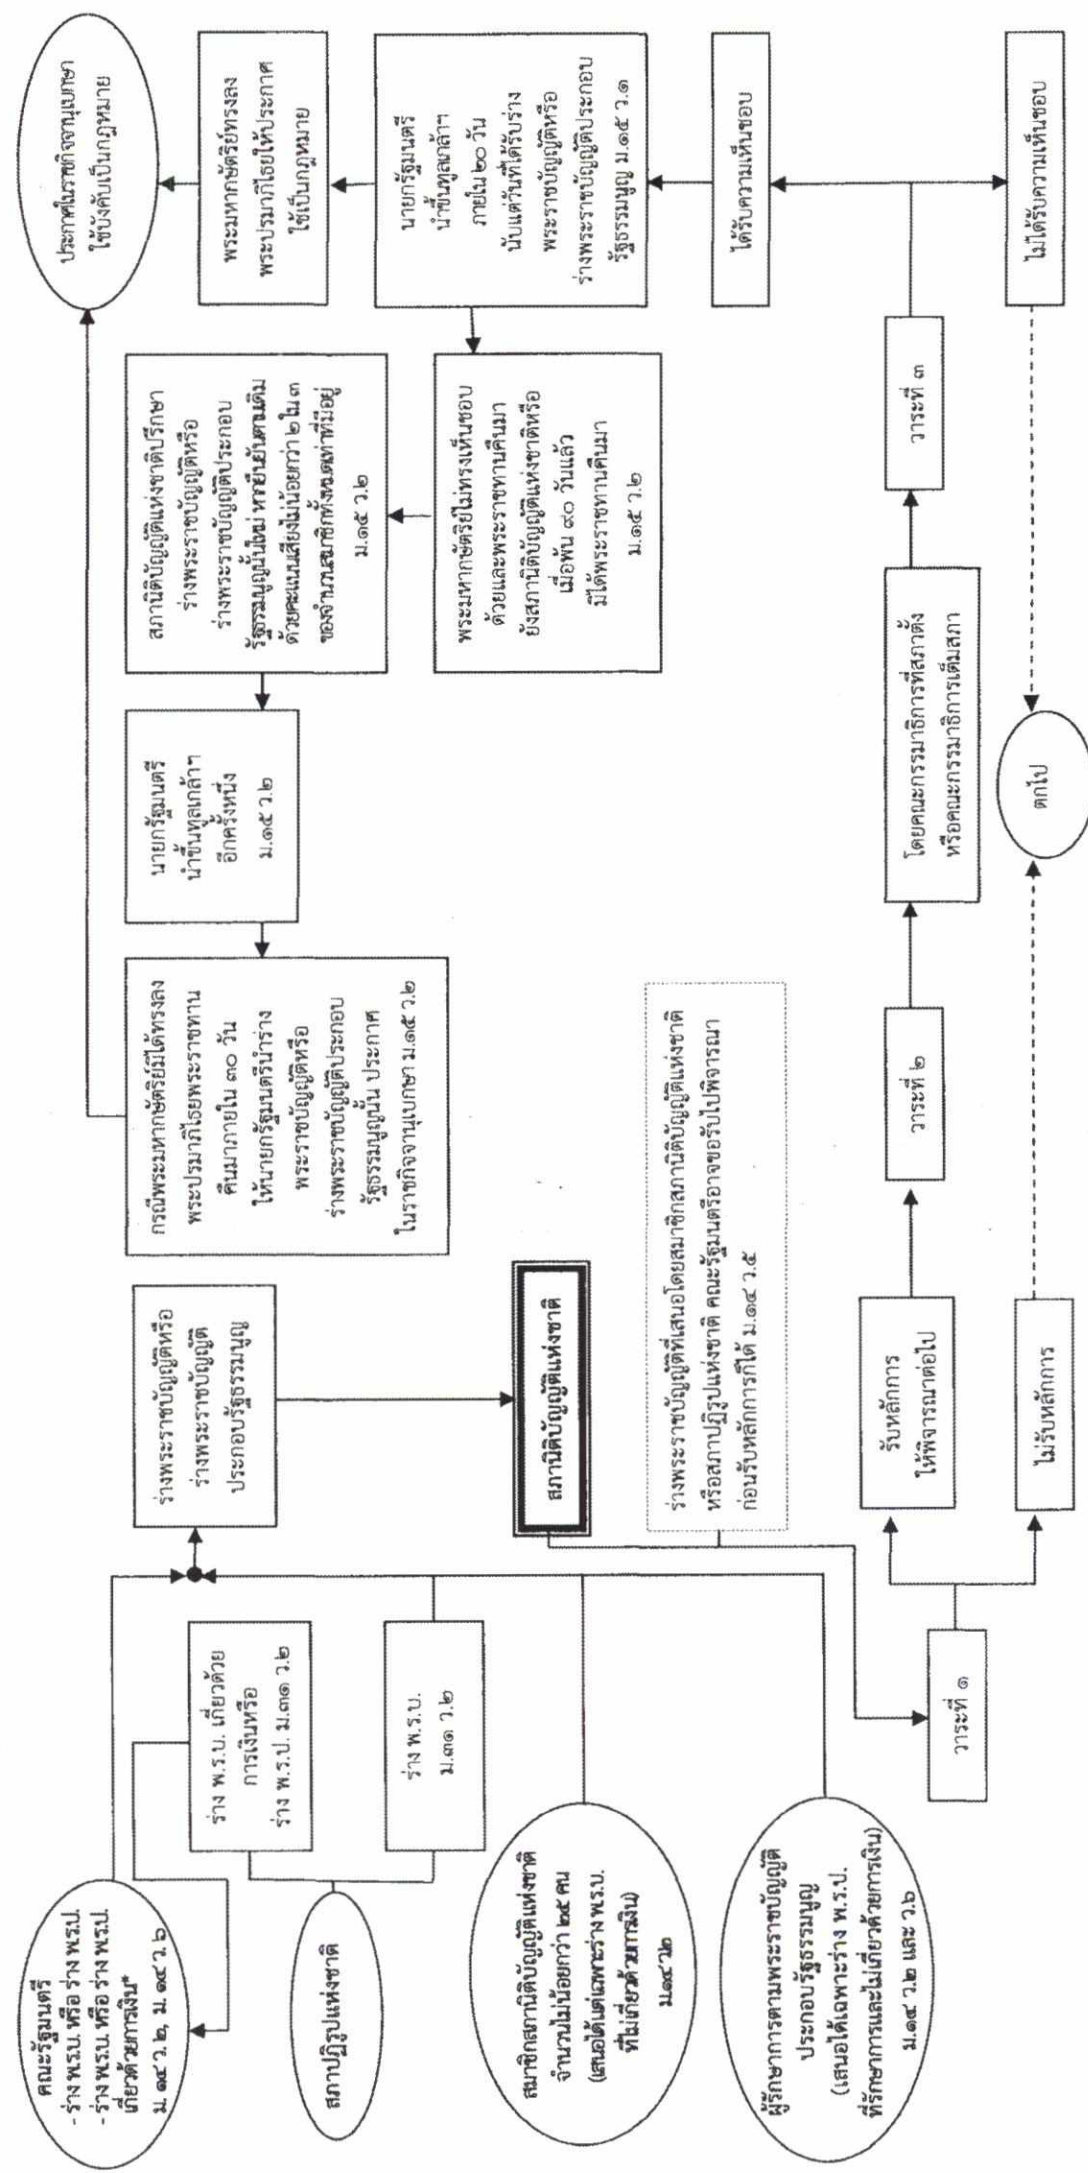 คณะรัฐมนตรี
- ร่าง พ.ร.บ. หรือ ร่าง พ.ร.ป.
- ร่าง พ.ร.บ. หรือ ร่าง พ.ร.ป.
เกี่ยวด้วยการเงิน*
ม. ๑๔ ว. ๒, ม. ๑๔ ว. ๖
สภาปฏิรูปแห่งชาติ
สมาชิกสภานิติบัญญัติแห่งชาติ
จำนวนไม่น้อยกว่า ๒๕ คน
(เสนอได้แต่เฉพาะร่าง พ.ร.บ.
ที่ไม่เกี่ยวด้วยการเงิน)
ม.๑๔ ว.๒
ผู้รักษาการตามพระราชบัญญัติ
ประกอบรัฐธรรมนูญ
(เสนอได้เฉพาะร่าง พ.ร.ป.
ที่รักษาการและไม่เกี่ยวด้วยการเงิน)
ม.๑๔ ว.๒ และ ว.๖
ร่าง พ.ร.บ. เกี่ยวด้วย
การเงินหรือ
ร่าง พ.ร.ป. ม.๓๑ ว.๒
ร่าง พ.ร.บ.
ม.๓๑ ว.๒
ร่างพระราชบัญญัติหรือ
ร่างพระราชบัญญัติ
ประกอบรัฐธรรมนูญ
สภานิติบัญญัติแห่งชาติ
ร่างพระราชบัญญัติที่เสนอโดยสมาชิกสภานิติบัญญัติแห่งชาติ
หรือสภาปฏิรูปแห่งชาติ คณะรัฐมนตรีอาจขอรับไปพิจารณา
ก่อนรับหลักการก็ได้ ม.๑๔ ว.๕
วาระที่ ๑
รับหลักการ
ให้พิจารณาต่อไป
ไม่รับหลักการ
วาระที่ ๒
โดยคณะกรรมาธิการที่สภาตั้ง
หรือคณะกรรมาธิการเต็มสภา
ตกไป
วาระที่ ๓
ได้รับความเห็นชอบ
ไม่ได้รับความเห็นชอบ
นายกรัฐมนตรี
นำขึ้นทูลเกล้าฯ
ภายใน ๒๐ วัน
นับแต่วันที่ได้รับร่าง
พระราชบัญญัติหรือ
ร่างพระราชบัญญัติประกอบ
รัฐธรรมนูญ ม.๑๕ ว.๑
พระมหากษัตริย์ทรงลง
พระปรมาภิไธยให้ประกาศ
ใช้เป็นกฎหมาย
ประกาศในราชกิจจานุเบกษา
ใช้บังคับเป็นกฎหมาย
พระมหากษัตริย์ไม่ทรงเห็นชอบ
ด้วยและพระราชทานคืนมา
ยังสภานิติบัญญัติแห่งชาติหรือ
เมื่อพ้น ๙๐ วันแล้ว
มิได้พระราชทานคืนมา
ม.๑๕ ว.๒
สภานิติบัญญัติแห่งชาติปรึกษา
ร่างพระราชบัญญัติหรือ
ร่างพระราชบัญญัติประกอบ
รัฐธรรมนูญนั้นใหม่ หากยืนยันตามเดิม
ด้วยคะแนนเสียงไม่น้อยกว่า ๒ ใน ๓
ของจำนวนสมาชิกทั้งหมดเท่าที่มีอยู่
ม.๑๕ ว.๒
นายกรัฐมนตรี
นำขึ้นทูลเกล้าฯ
อีกครั้งหนึ่ง
ม.๑๕ ว.๒
กรณีพระมหากษัตริย์มิได้ทรงลง
พระปรมาภิไธยพระราชทาน
คืนมาภายใน ๓๐ วัน
ให้นายกรัฐมนตรีนำร่าง
พระราชบัญญัติหรือ
ร่างพระราชบัญญัติประกอบ
รัฐธรรมนูญนั้น ประกาศ
ในราชกิจจานุเบกษา ม.๑๕ ว.๒